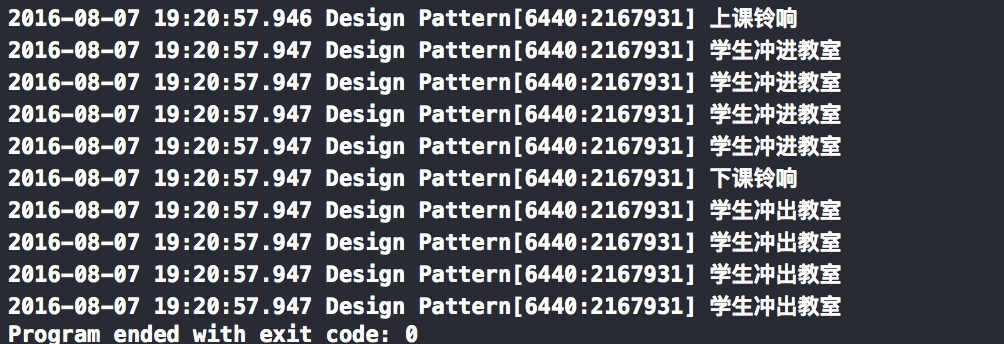 2016-08-07 19:20:57.946 Design Pattern[6440:2167931] 上课铃响
2016-08-07 19:20:57.947 Design Pattern[6440:2167931] 学生冲进教室
2016-08-07 19:20:57.947 Design Pattern[6440:2167931] 学生冲进教室
2016-08-07 19:20:57.947 Design Pattern[6440:2167931] 学生冲进教室
2016-08-07 19:20:57.947 Design Pattern[6440:2167931] 学生冲进教室
2016-08-07 19:20:57.947 Design Pattern[6440:2167931] 下课铃响
2016-08-07 19:20:57.947 Design Pattern[6440:2167931] 学生冲出教室
2016-08-07 19:20:57.947 Design Pattern[6440:2167931] 学生冲出教室
2016-08-07 19:20:57.947 Design Pattern[6440:2167931] 学生冲出教室
2016-08-07 19:20:57.947 Design Pattern[6440:2167931] 学生冲出教室
Program ended with exit code: 0